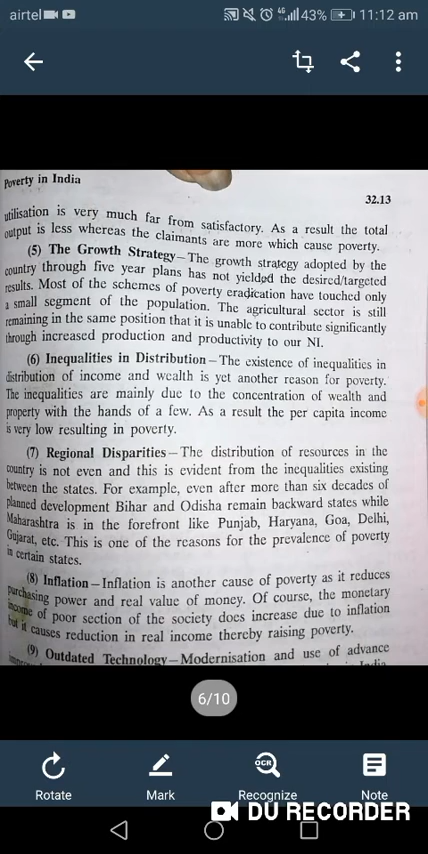 airtel
4G
43%
11:12 am
Poverty in India
32.13
utilisation is very much far from satisfactory. As a result the total
output is less whereas the claimants are more which cause poverty.
(5) The Growth Strategy—The growth strategy adopted by the
country through five year plans has not yielded the desired/targeted
results. Most of the schemes of poverty eradication have touched only
a small segment of the population. The agricultural sector is still
remaining in the same position that it is unable to contribute significantly
through increased production and productivity to our NI.
(6) Inequalities in Distribution—The existence of inequalities in
distribution of income and wealth is yet another reason for poverty.
The inequalities are mainly due to the concentration of wealth and
property with the hands of a few. As a result the per capita income
is very low resulting in poverty.
(7) Regional Disparities—The distribution of resources in the
country is not even and this is evident from the inequalities existing
between the states. For example, even after more than six decades of
planned development Bihar and Odisha remain backward states while
Maharashtra is in the forefront like Punjab, Haryana, Goa, Delhi,
Gujarat, etc. This is one of the reasons for the prevalence of poverty
in certain states.
(8) Inflation—Inflation is another cause of poverty as it reduces
purchasing power and real value of money. Of course, the monetary
income of poor section of the society does increase due to inflation
but it causes reduction in real income thereby raising poverty.
(9) Outdated Technology—Modernisation and use of advance
6/10
Rotate
Mark
OCR
Recognize
Note
DU RECORDER